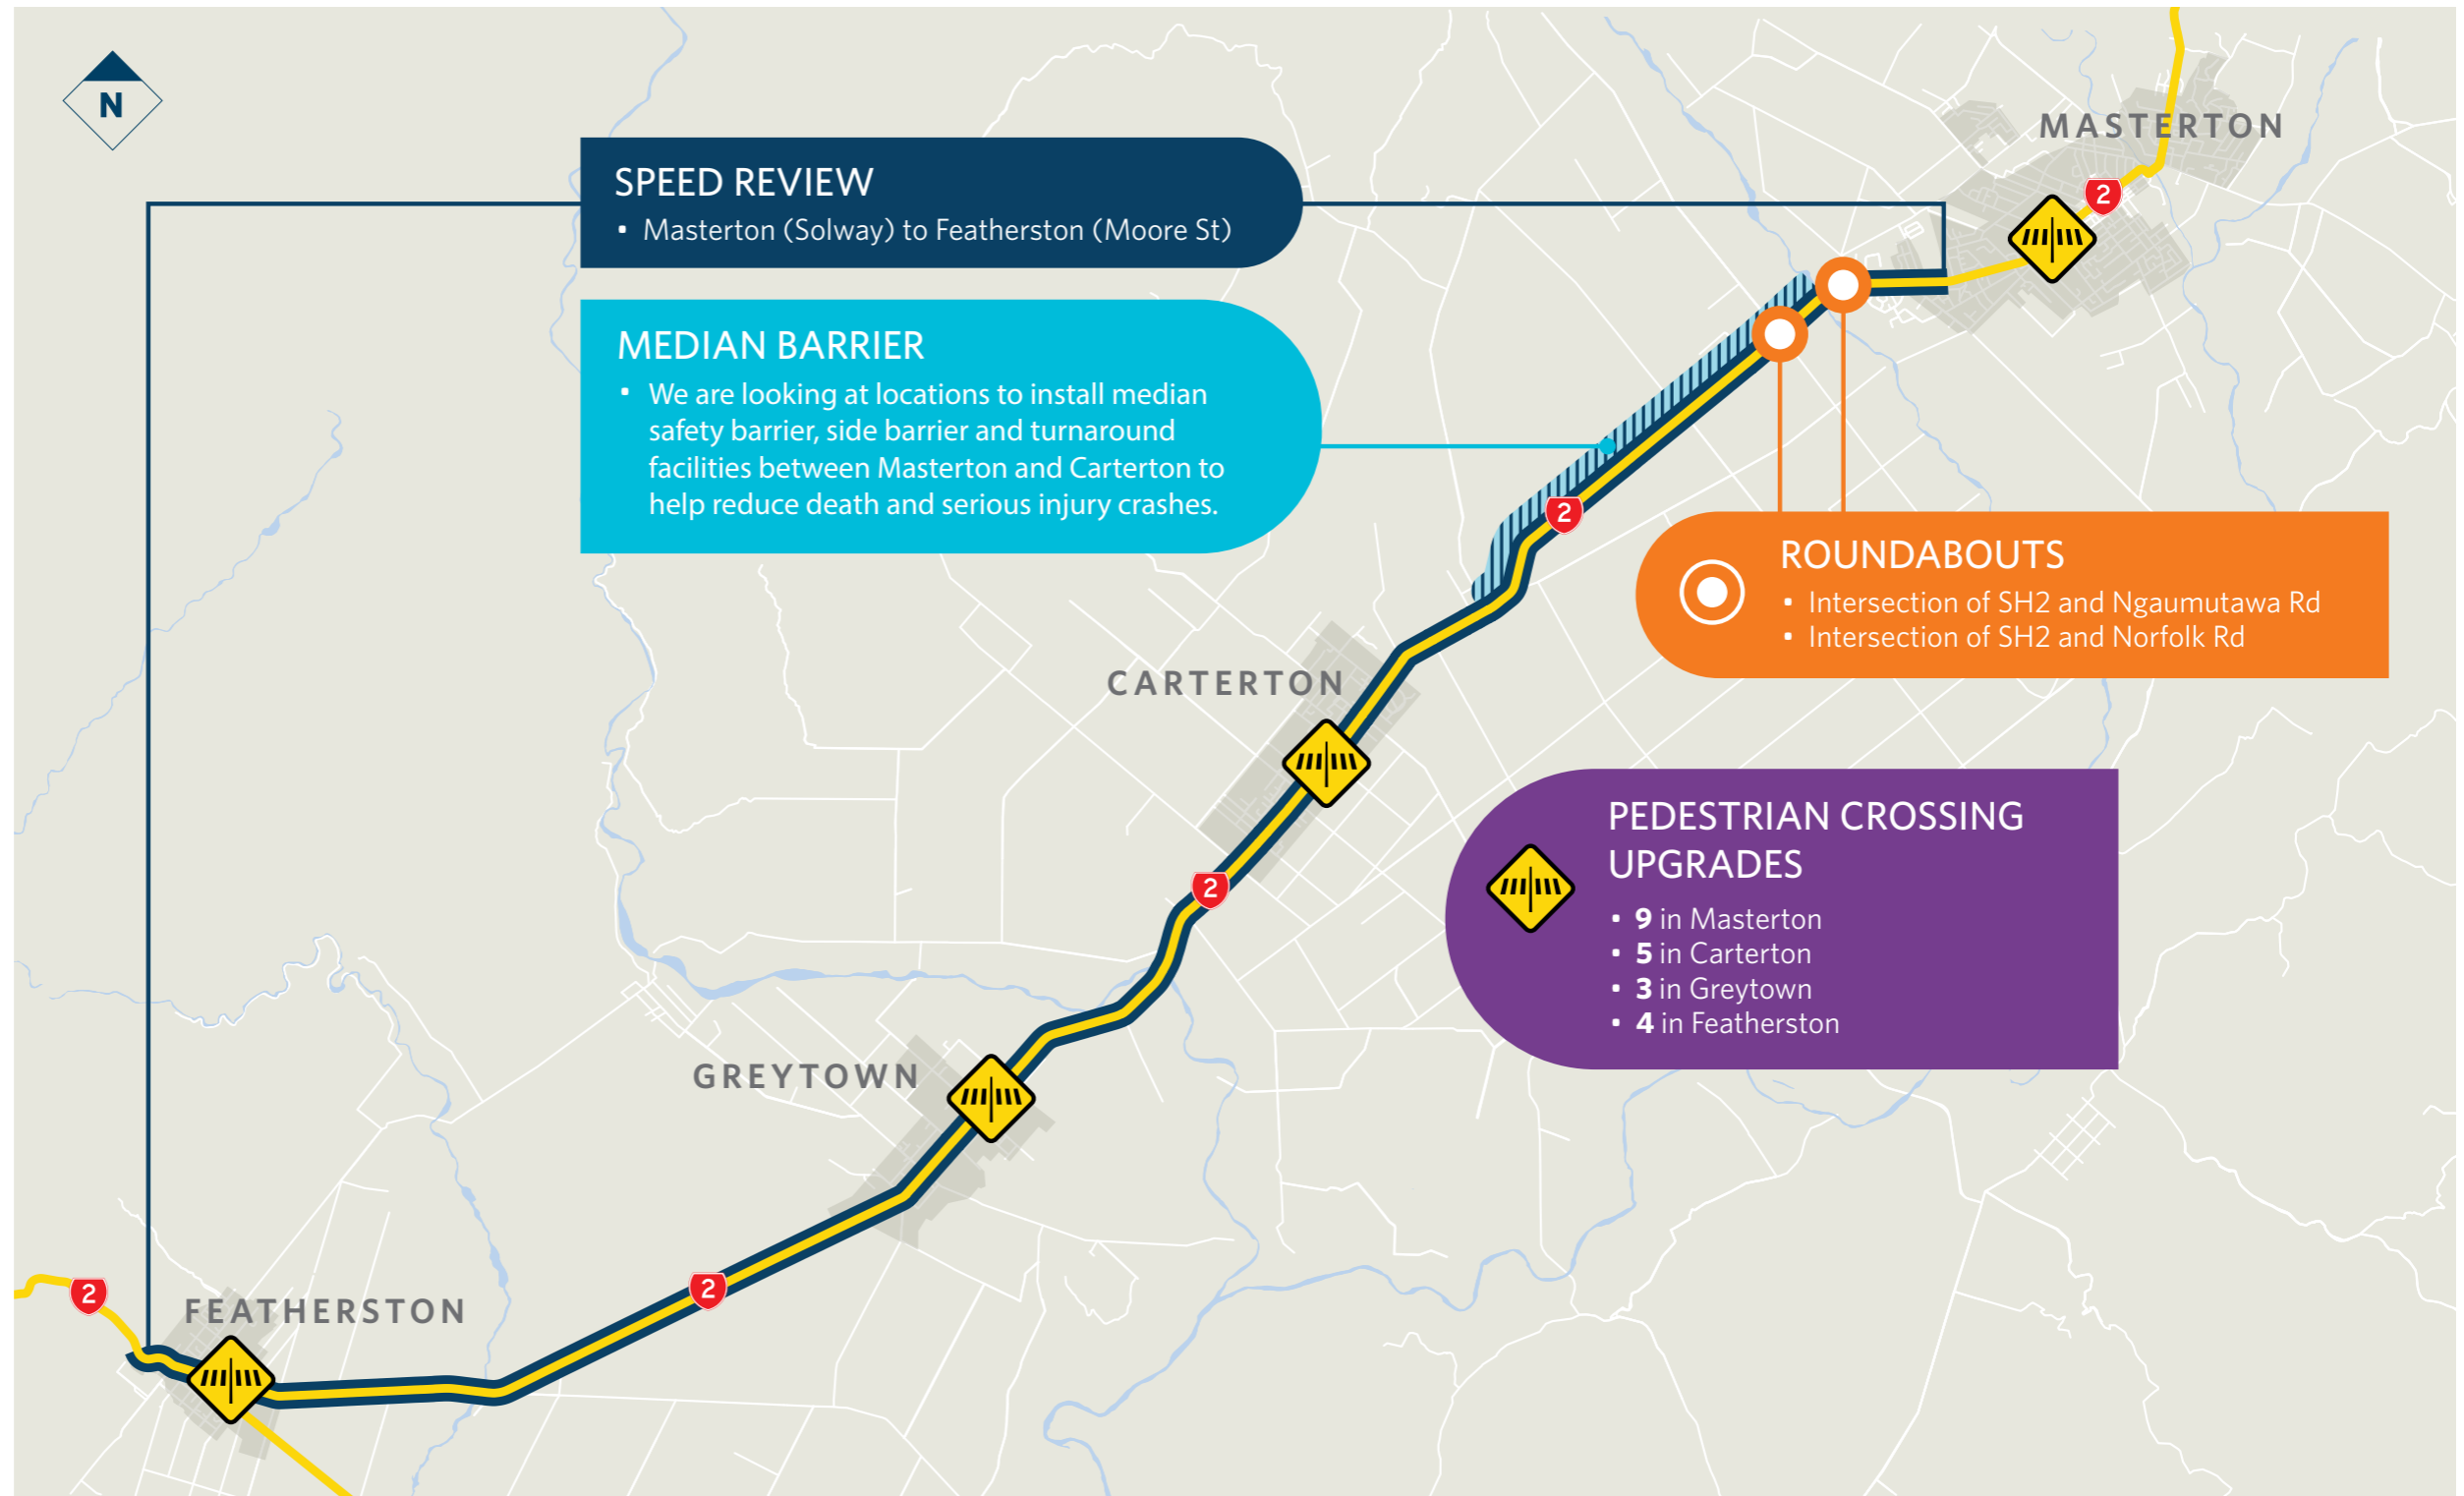 N
MASTERTON
2
SPEED REVIEW
• Masterton (Solway) to Featherston (Moore St)
MEDIAN BARRIER
• We are looking at locations to install median
safety barrier, side barrier and turnaround
facilities between Masterton and Carterton to
help reduce death and serious injury crashes.
2
ROUNDABOUTS
• Intersection of SH2 and Ngaumutawa Rd
• Intersection of SH2 and Norfolk Rd
CARTERTON
2
PEDESTRIAN CROSSING
UPGRADES
• 9 in Masterton
• 5 in Carterton
• 3 in Greytown
• 4 in Featherston
GREYTOWN
2
2
FEATHERSTON